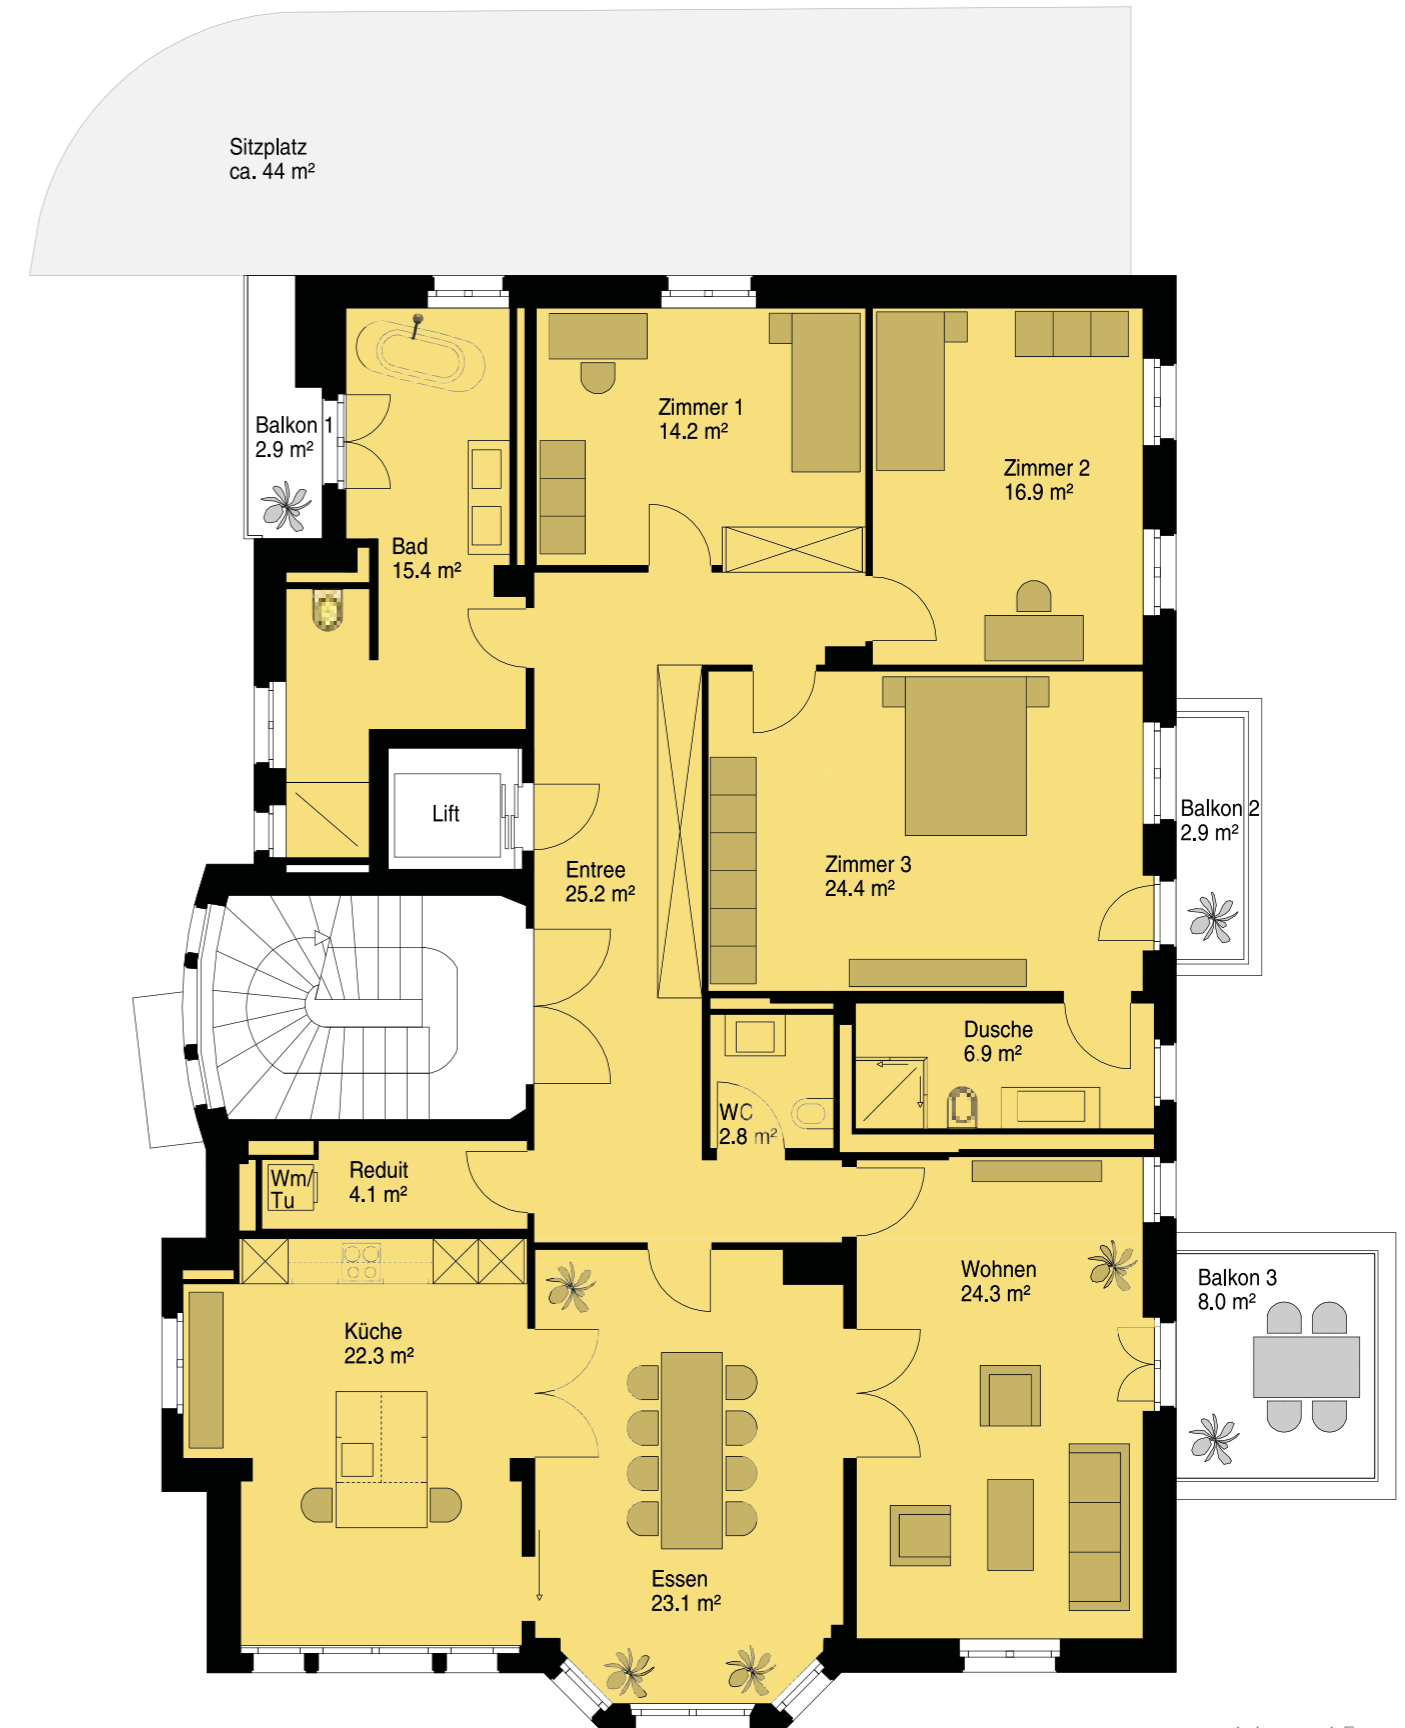 Sitzplatz
ca. 44 m²
Balkon 1
2.9 m²
Zimmer 1
14.2 m²
Zimmer 2
16.9 m²
Bad
15.4 m²
Lift
Balkon 2
2.9 m²
Entree
25.2 m²
Zimmer 3
24.4 m²
Dusche
6.9 m²
WC
2.8 m²
Wm/
Tu
Reduit
4.1 m²
Wohnen
24.3 m²
Balkon 3
8.0 m²
Küche
22.3 m²
Essen
23.1 m²